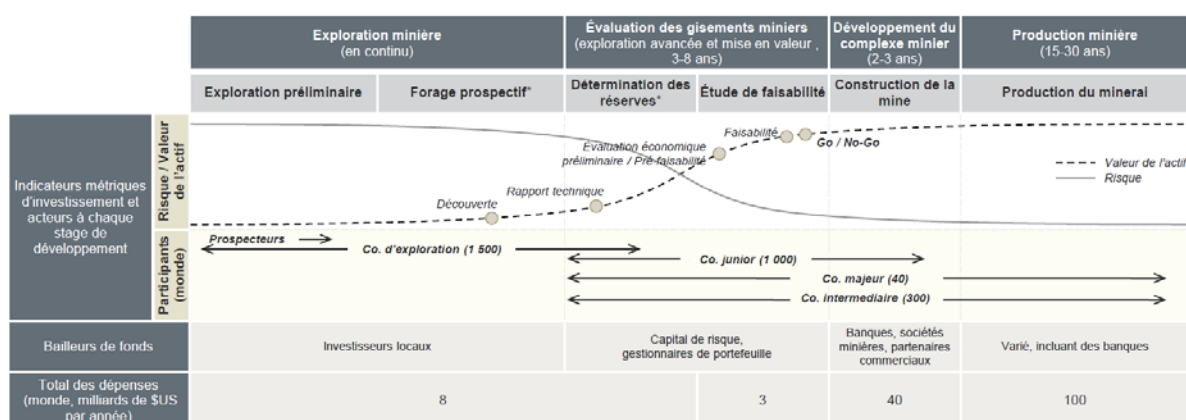 Exploration minière
(en continu)
Évaluation des gisements miniers
(exploration avancée et mise en valeur ,
3-8 ans)
Développement du
complexe minier
(2-3 ans)
Production minière
(15-30 ans)
Exploration préliminaire
Forage prospectif*
Détermination des
réserves*
Étude de faisabilité
Construction de la
mine
Production du minerai
Indicateurs métriques
d'investissement et
acteurs à chaque
stage de
développement
Risque / Valeur
de l'actif
Découverte
Rapport technique
Évaluation économique
préliminaire / Pré-faisabilité
Faisabilité
Go / No-Go
Valeur de l'actif
Risque
Participants
(monde)
Prospecteurs
Co. d'exploration (1 500)
Co. junior (1 000)
Co. majeur (40)
Co. intermediaire (300)
Bailleurs de fonds
Investisseurs locaux
Capital de risque,
gestionnaires de portefeuille
Banques, sociétés
minières, partenaires
commerciaux
Varié, incluant des banques
Total des dépenses
(monde, milliards de $US
par année)
8
3
40
100